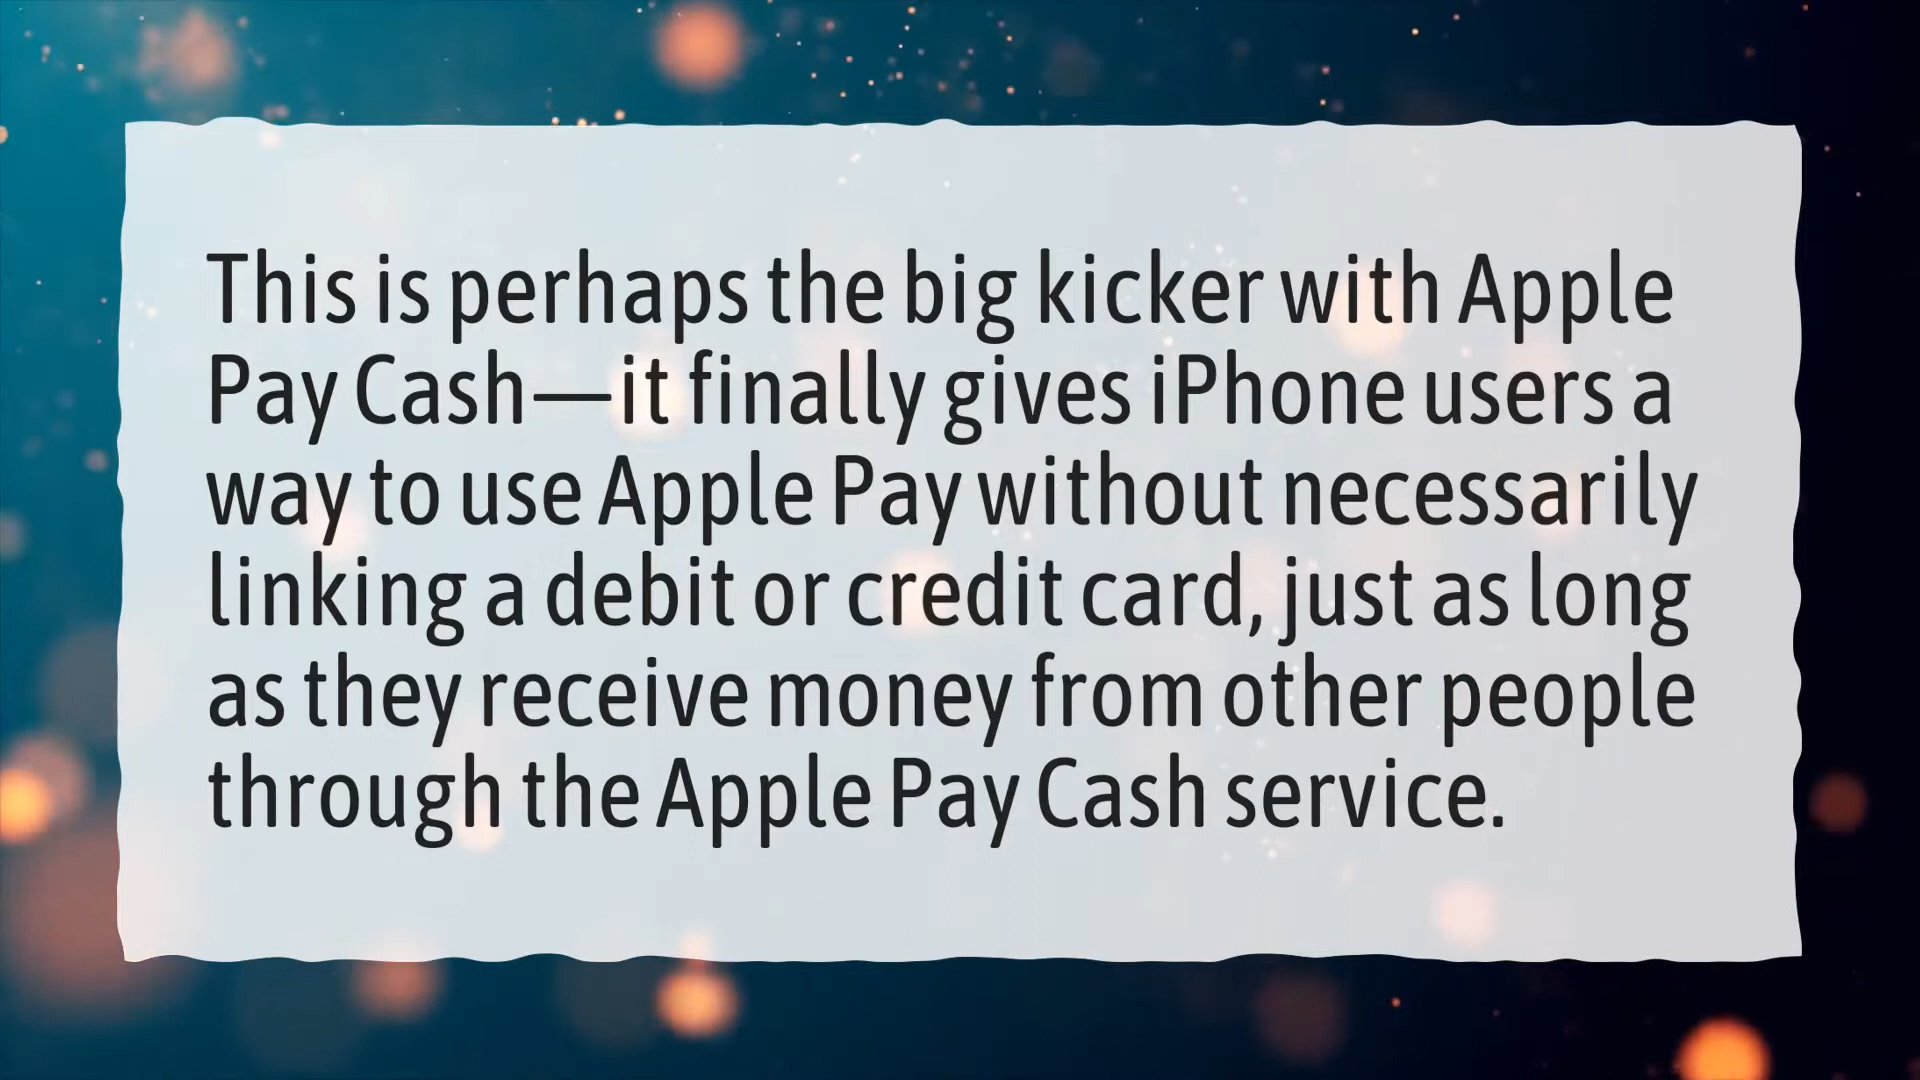 This is perhaps the big kicker with Apple
Pay Cash—it finally gives iPhone users a
way to use Apple Pay without necessarily
linking a debit or credit card, just as long
as they receive money from other people
through the Apple Pay Cash service.